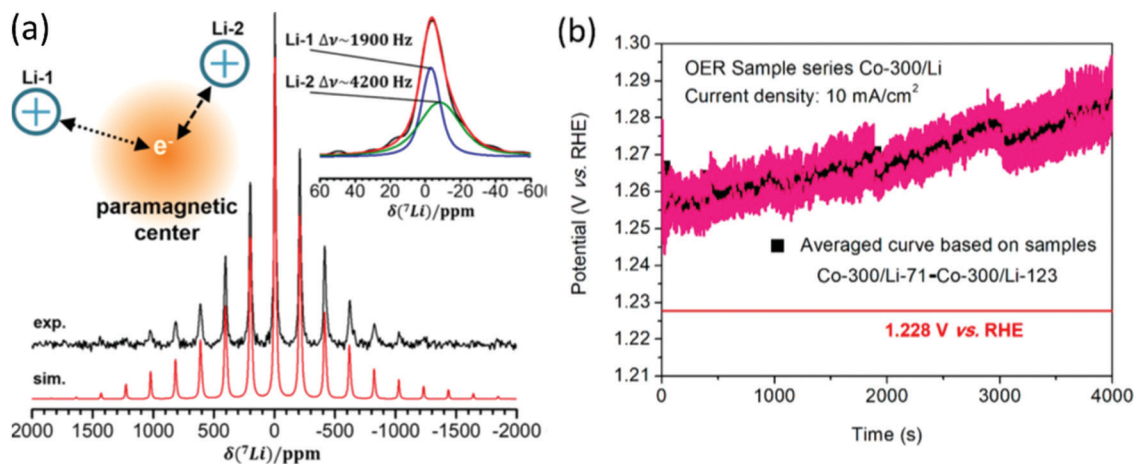 (a)
Li-2
Li-1
e-
paramagnetic
center
Li-1 Δν~1900 Hz
Li-2 Δν~4200 Hz
60 40 20 0 -20 -40 -600
δ(⁷Li)/ppm
exp.
sim.
2000 1000 500 0 -500 -1000 -1500 -2000
δ(⁷Li)/ppm
(b)
OER Sample series Co-300/Li
Current density: 10 mA/cm²
Averaged curve based on samples
Co-300/Li-71-Co-300/Li-123
1.228 V vs. RHE
1.30
1.29
1.28
1.27
1.26
1.25
1.24
1.23
1.22
1.21
Potential (V vs. RHE)
0 1000 2000 3000 4000
Time (s)